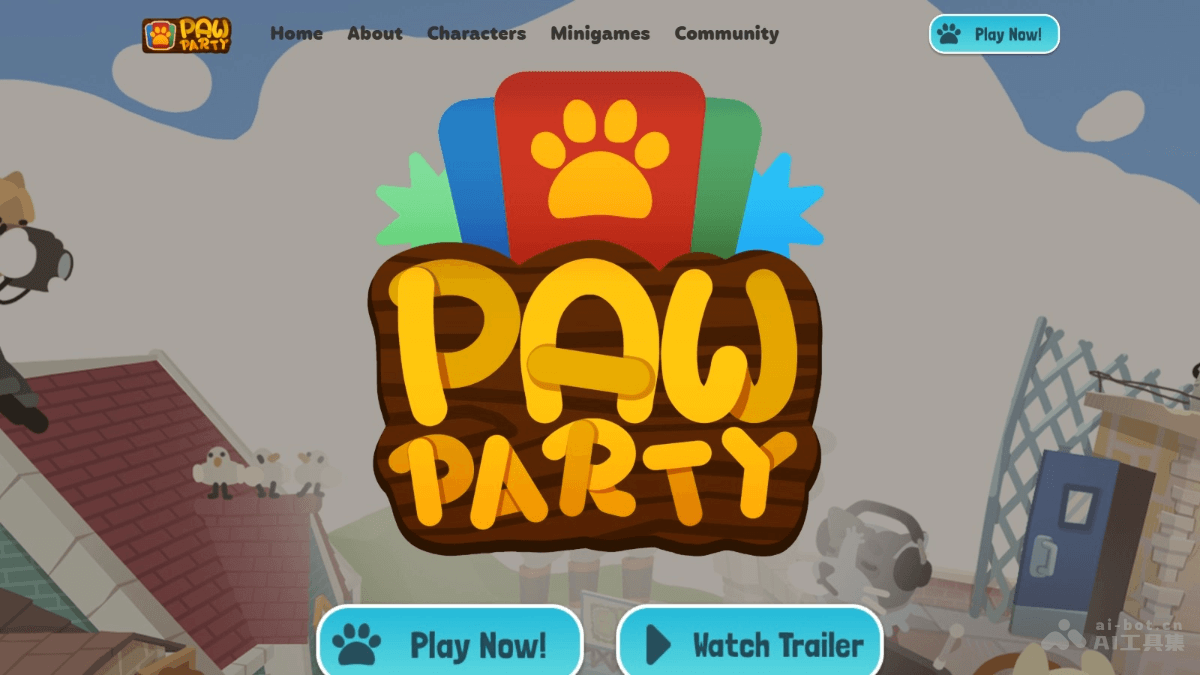 PAW
PARTY
Home About Characters Minigames Community
Play Now!
PAW
PARTY
Play Now!
Watch Trailer
ai-bot.cn
AI工具集